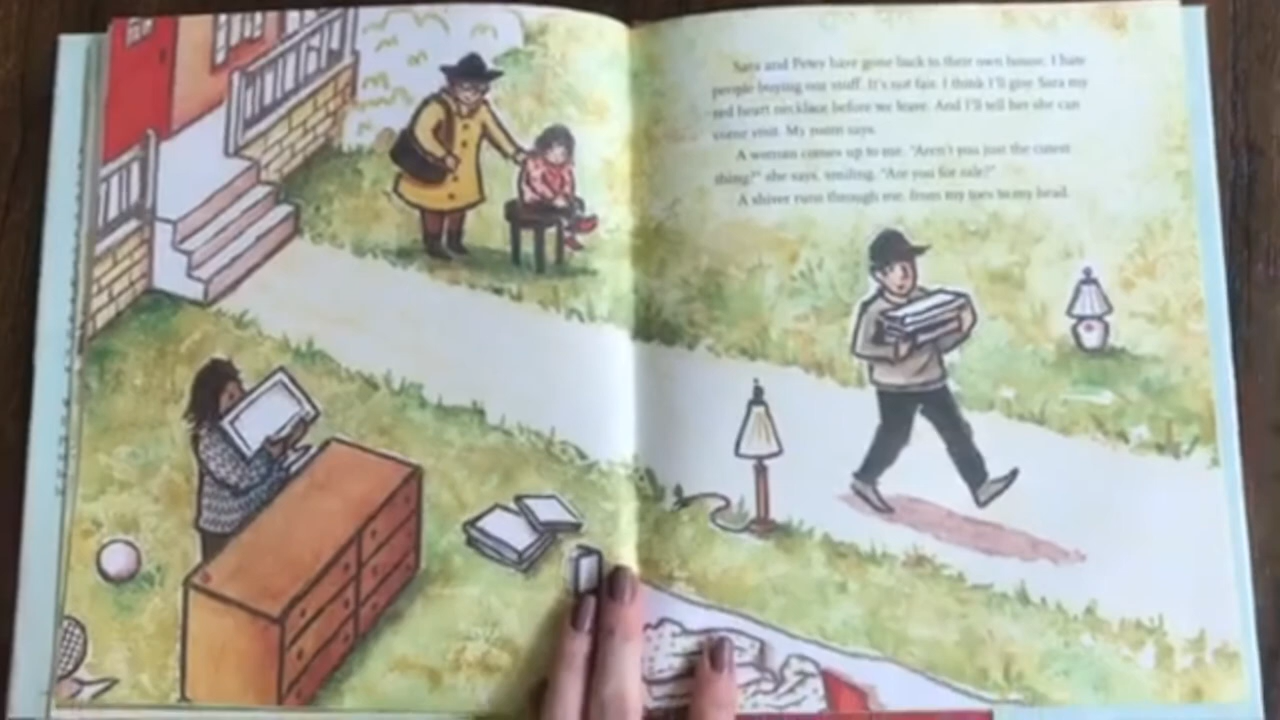 Sara and Petey have gone back to their own house. I hate
people buying our stuff. It's not fair. I think I'll give Sara my
red heart necklace before we leave. And I'll tell her she can
come visit. My mom says.
A woman comes up to me. "Aren't you just the cutest
thing?" she says, smiling. "Are you for sale?"
A shiver runs through me, from my toes to my head.